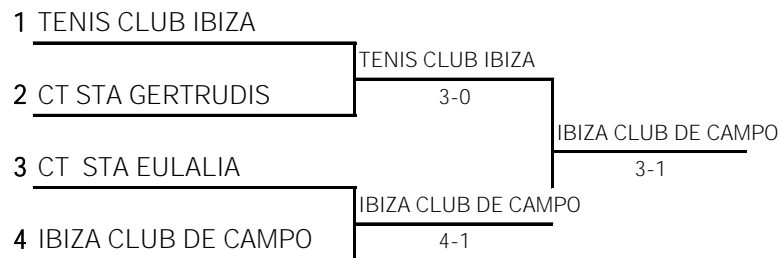 1 TENIS CLUB IBIZA
TENIS CLUB IBIZA
2 CT STA GERTRUDIS
3-0
IBIZA CLUB DE CAMPO
3 CT STA EULALIA
3-1
IBIZA CLUB DE CAMPO
4 IBIZA CLUB DE CAMPO
4-1